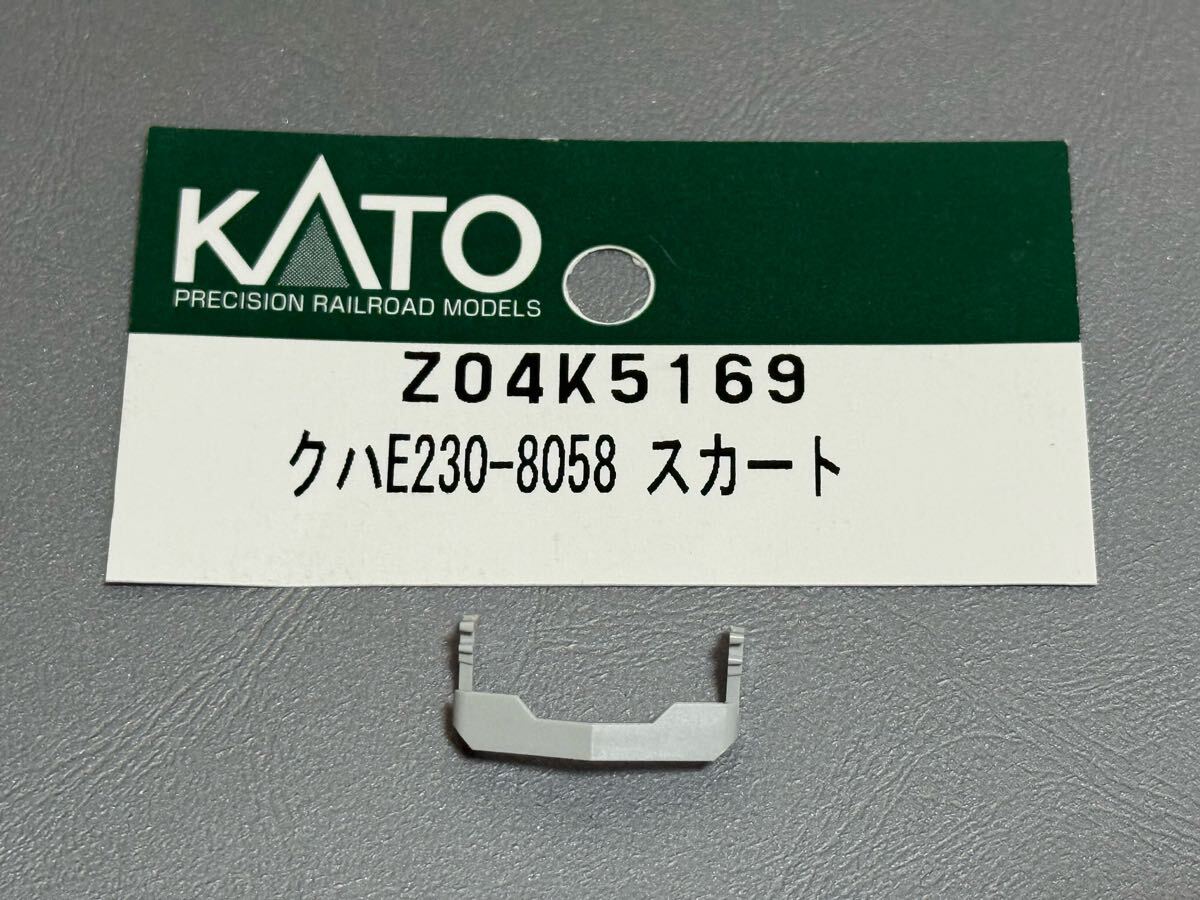 KATO
PRECISION RAILROAD MODELS
Z04K5169
クハE230-8058 スカート